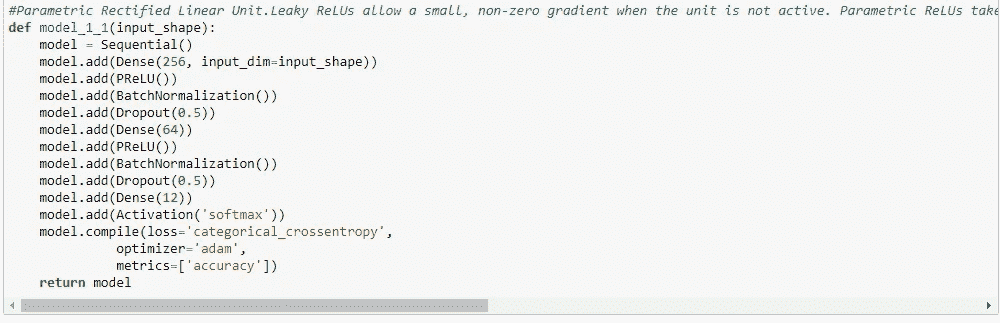 #Parametric Rectified Linear Unit.Leaky ReLUs allow a small, non-zero gradient when the unit is not active. Parametric ReLUs take
def model_1_1(input_shape):
    model = Sequential()
    model.add(Dense(256, input_dim=input_shape))
    model.add(PReLU())
    model.add(BatchNormalization())
    model.add(Dropout(0.5))
    model.add(Dense(64))
    model.add(PReLU())
    model.add(BatchNormalization())
    model.add(Dropout(0.5))
    model.add(Dense(12))
    model.add(Activation('softmax'))
    model.compile(loss='categorical_crossentropy',
              optimizer='adam',
              metrics=['accuracy'])
    return model